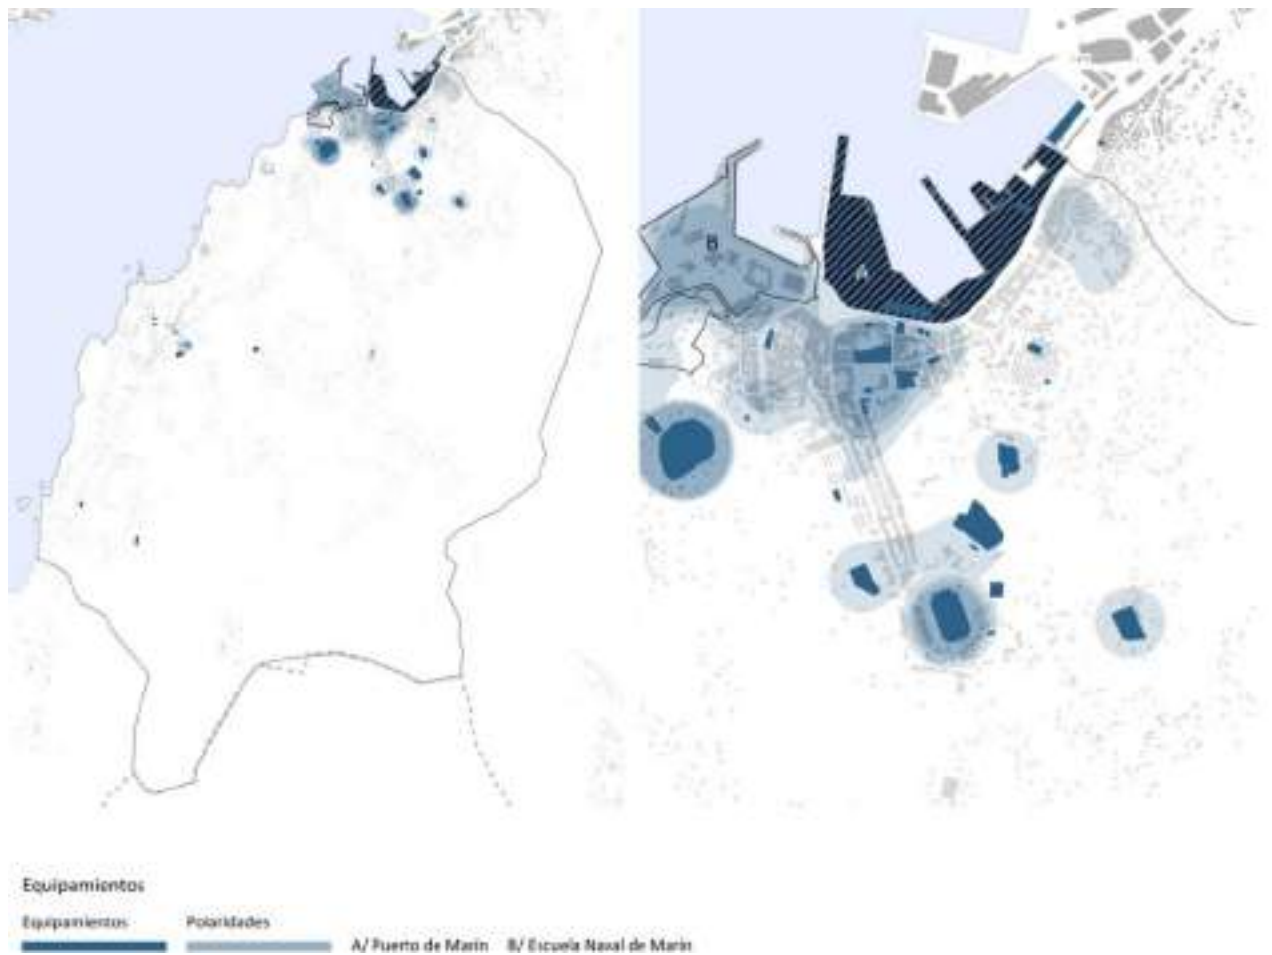 B
A
Equipamientos
Equipamientos Polaridades
A/ Puerto de Marín B/ Escuela Naval de Marín